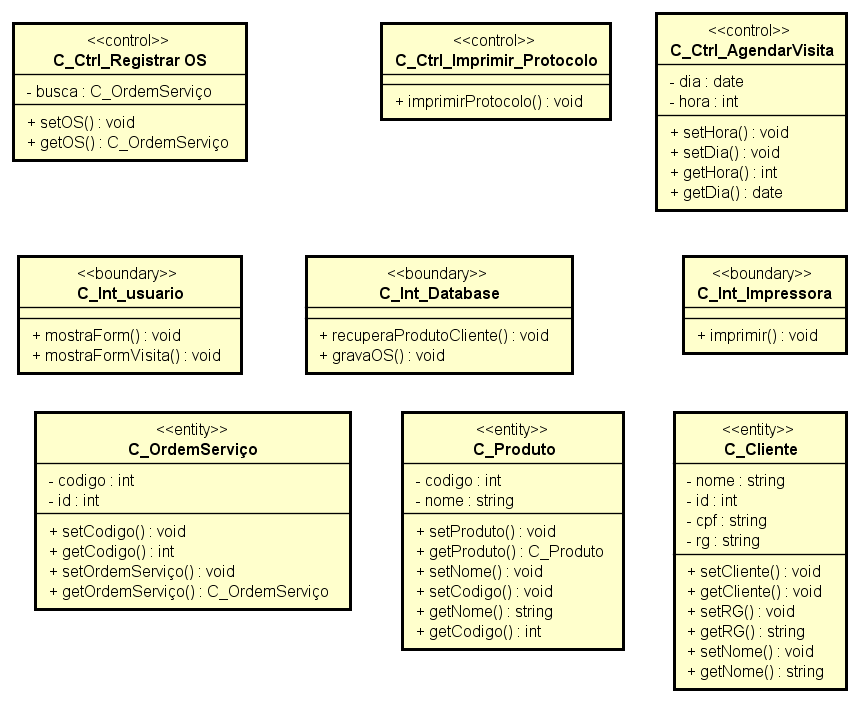 <<control>>
C_Ctrl_Registrar OS
- busca : C_OrdemServiço
+ setOS() : void
+ getOS() : C_OrdemServiço
<<control>>
C_Ctrl_Imprimir_Protocolo
+ imprimirProtocolo() : void
<<control>>
C_Ctrl_AgendarVisita
- dia : date
- hora : int
+ setHora() : void
+ setDia() : void
+ getHora() : int
+ getDia() : date
<<boundary>>
C_Int_usuario
+ mostraForm() : void
+ mostraFormVisita() : void
<<boundary>>
C_Int_Database
+ recuperaProdutoCliente() : void
+ gravaOS() : void
<<boundary>>
C_Int_Impressora
+ imprimir() : void
<<entity>>
C_OrdemServiço
- codigo : int
- id : int
+ setCodigo() : void
+ getCodigo() : int
+ setOrdemServiço() : void
+ getOrdemServiço() : C_OrdemServiço
<<entity>>
C_Produto
- codigo : int
- nome : string
+ setProduto() : void
+ getProduto() : C_Produto
+ setNome() : void
+ setCodigo() : void
+ getNome() : string
+ getCodigo() : int
<<entity>>
C_Cliente
- nome : string
- id : int
- cpf : string
- rg : string
+ setCliente() : void
+ getCliente() : void
+ setRG() : void
+ getRG() : string
+ setNome() : void
+ getNome() : string